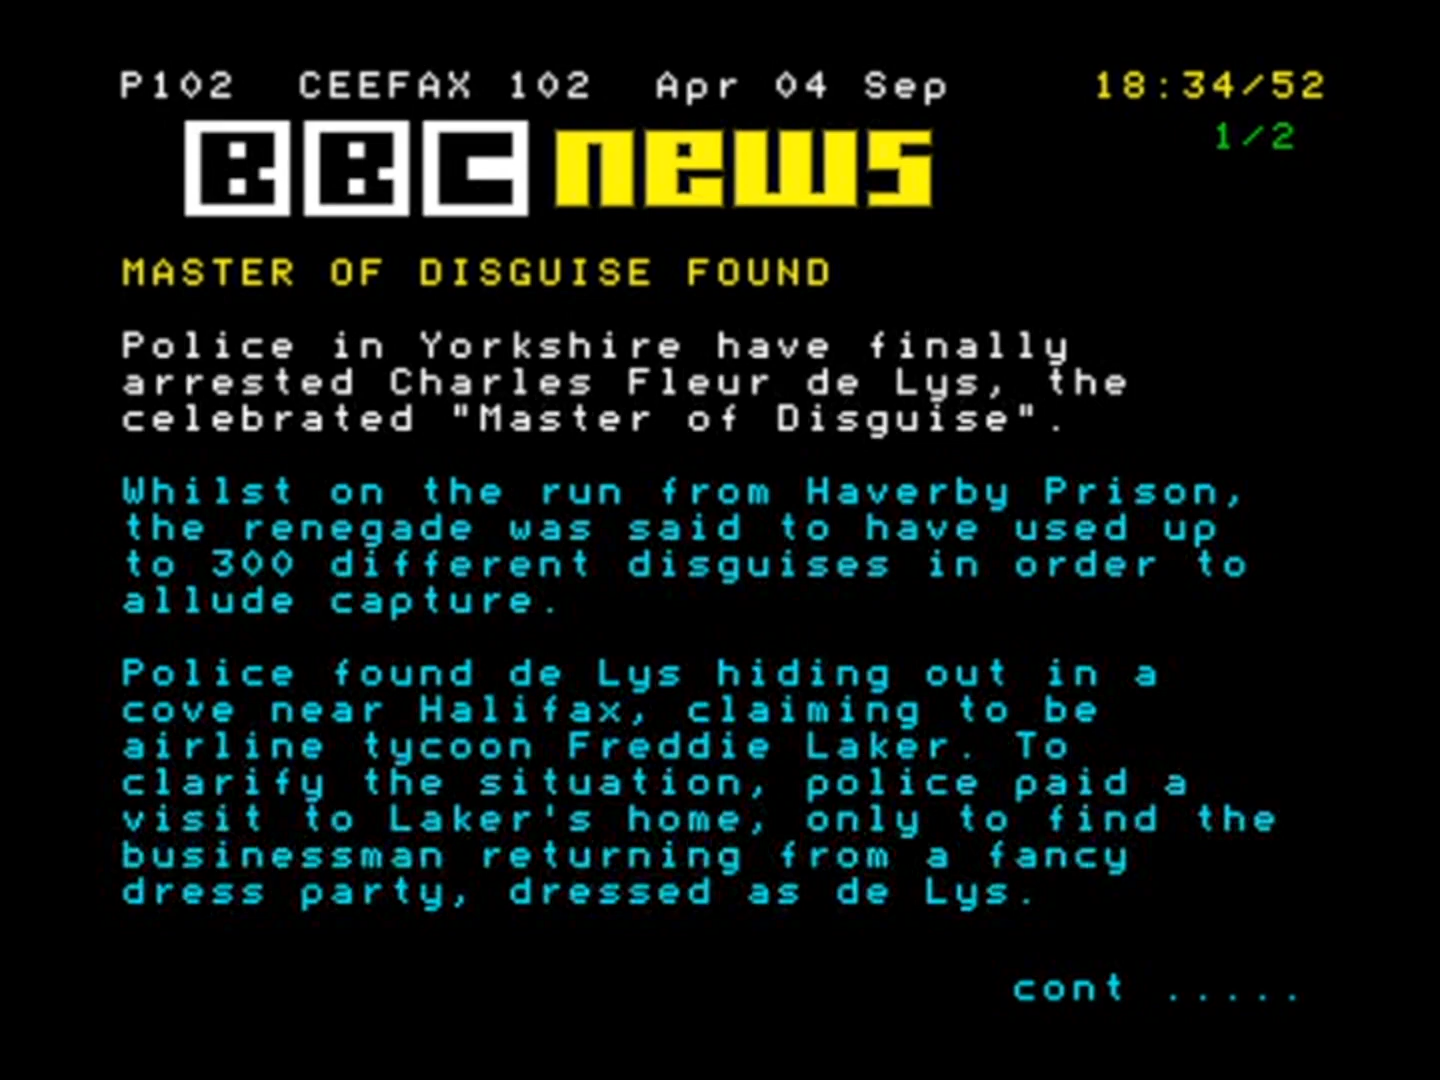 P102 CEEFAX 102 Apr 04 Sep 18:34/52
BBC news 1/2
MASTER OF DISGUISE FOUND
Police in Yorkshire have finally
arrested Charles Fleur de Lys, the
celebrated "Master of Disguise".
Whilst on the run from Haverby Prison,
the renegade was said to have used up
to 300 different disguises in order to
allude capture.
Police found de Lys hiding out in a
cove near Halifax, claiming to be
airline tycoon Freddie Laker. To
clarify the situation, police paid a
visit to Laker's home, only to find the
businessman returning from a fancy
dress party, dressed as de Lys.
cont .....